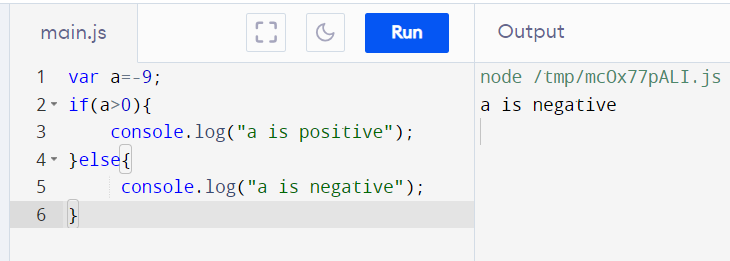 main.js Run Output
1 var a=-9;
2 if(a>0){
3 console.log("a is positive");
4 }else{
5 console.log("a is negative");
6 }
node /tmp/mcOx77pALI.js
a is negative